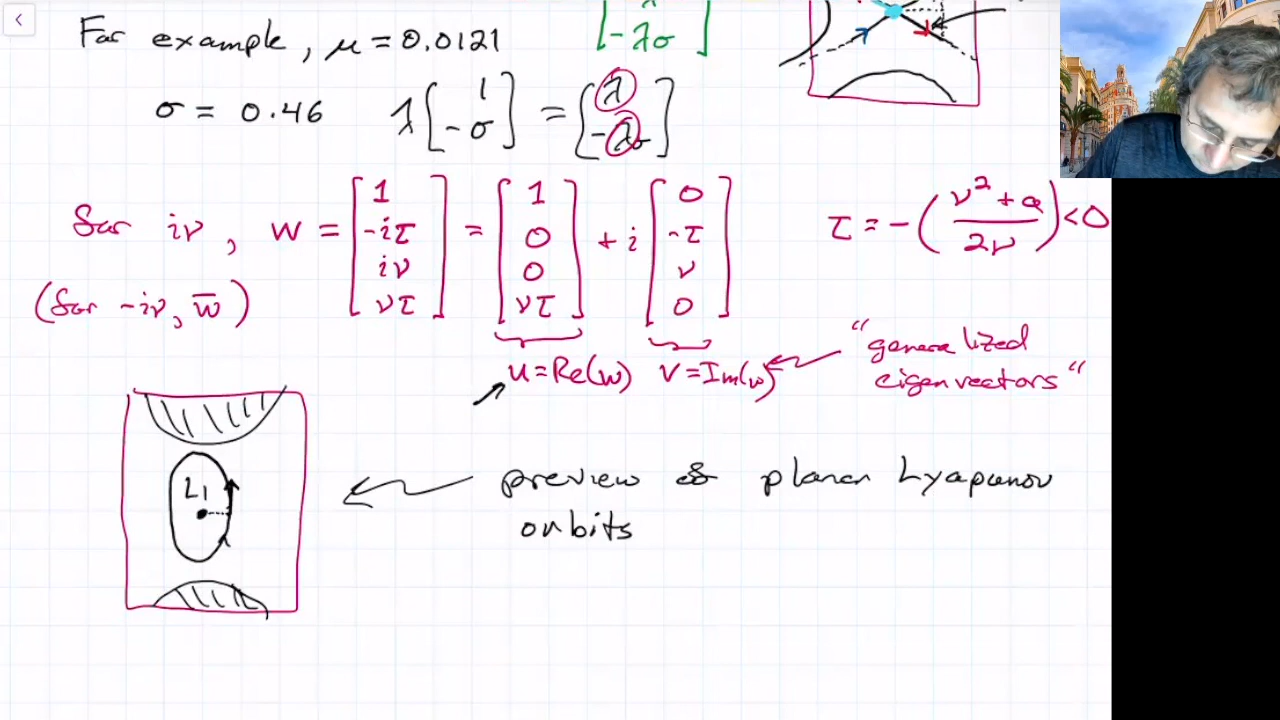 For example, μ = 0.0121
[ -λσ ]
σ = 0.46 λ [ 1 -σ ] = [ λ -λσ ]
for iν, w = [ 1 -iτ iν ντ ] = [ 1 0 0 ντ ] + i [ 0 -τ ν 0 ] τ = -( (ν² + a) / 2ν ) < 0
(for -iν, w̄)
u = Re(w) v = Im(w) "generalized
eigenvectors"
L1
preview of planar Lyapunov
orbits